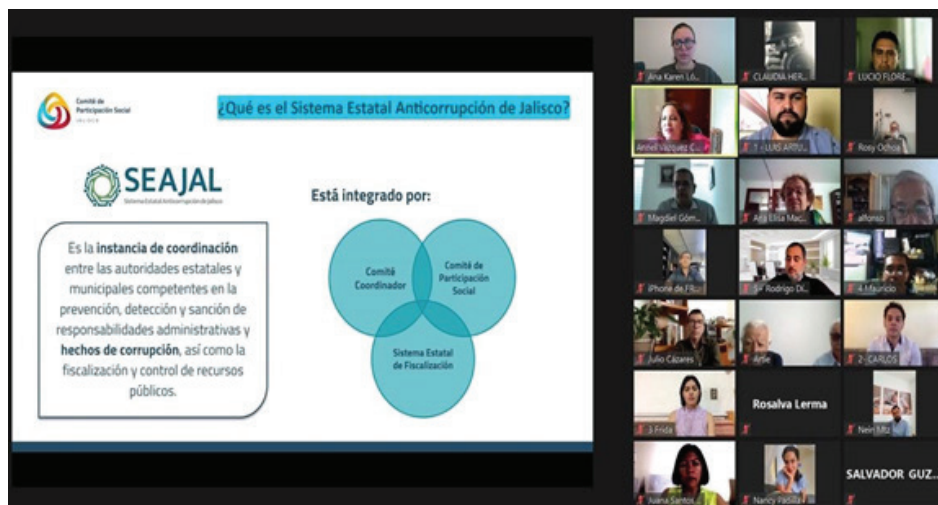 Comité de
Participación Social
JALISCO
¿Qué es el Sistema Estatal Anticorrupción de Jalisco?
SEAJAL
Sistema Estatal Anticorrupción de Jalisco
Es la instancia de coordinación
entre las autoridades estatales y
municipales competentes en la
prevención, detección y sanción de
responsabilidades administrativas y
hechos de corrupción, así como la
fiscalización y control de recursos
públicos.
Está integrado por:
Comité
Coordinador
Comité de
Participación
Social
Sistema Estatal
de Fiscalización
Ana Karen Ló...
CLAUDIA HER...
LUCIO FLORE...
Annel Vazquez C...
1 - LUIS ARTU...
Rosy Ochoa
Magdiel Góm...
Ana Elisa Mac...
alfonso
iPhone de FR...
5 - Rodrigo Di...
4 Mauricio
Julio Cázares
Artie
2- CARLOS
3 Frida
Rosalva Lerma
Nein Mtz
Juana Santos
Nancy Padilla
SALVADOR GUZ...